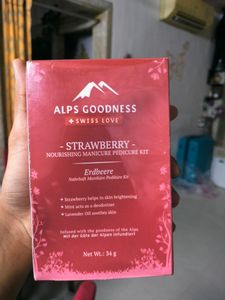 ALPS GOODNESS
+ SWISS LOVE
- STRAWBERRY -
NOURISHING MANICURE PEDICURE KIT
Erdbeere
Nahrhaft Maniküre Pediküre Kit
• Strawberry helps in skin brightening
• Mint acts as a deodorizer
• Lavender Oil soothes skin
Infused with the goodness of the Alps
Mit der Güte der Alpen infundiert
Net Wt.: 34 g